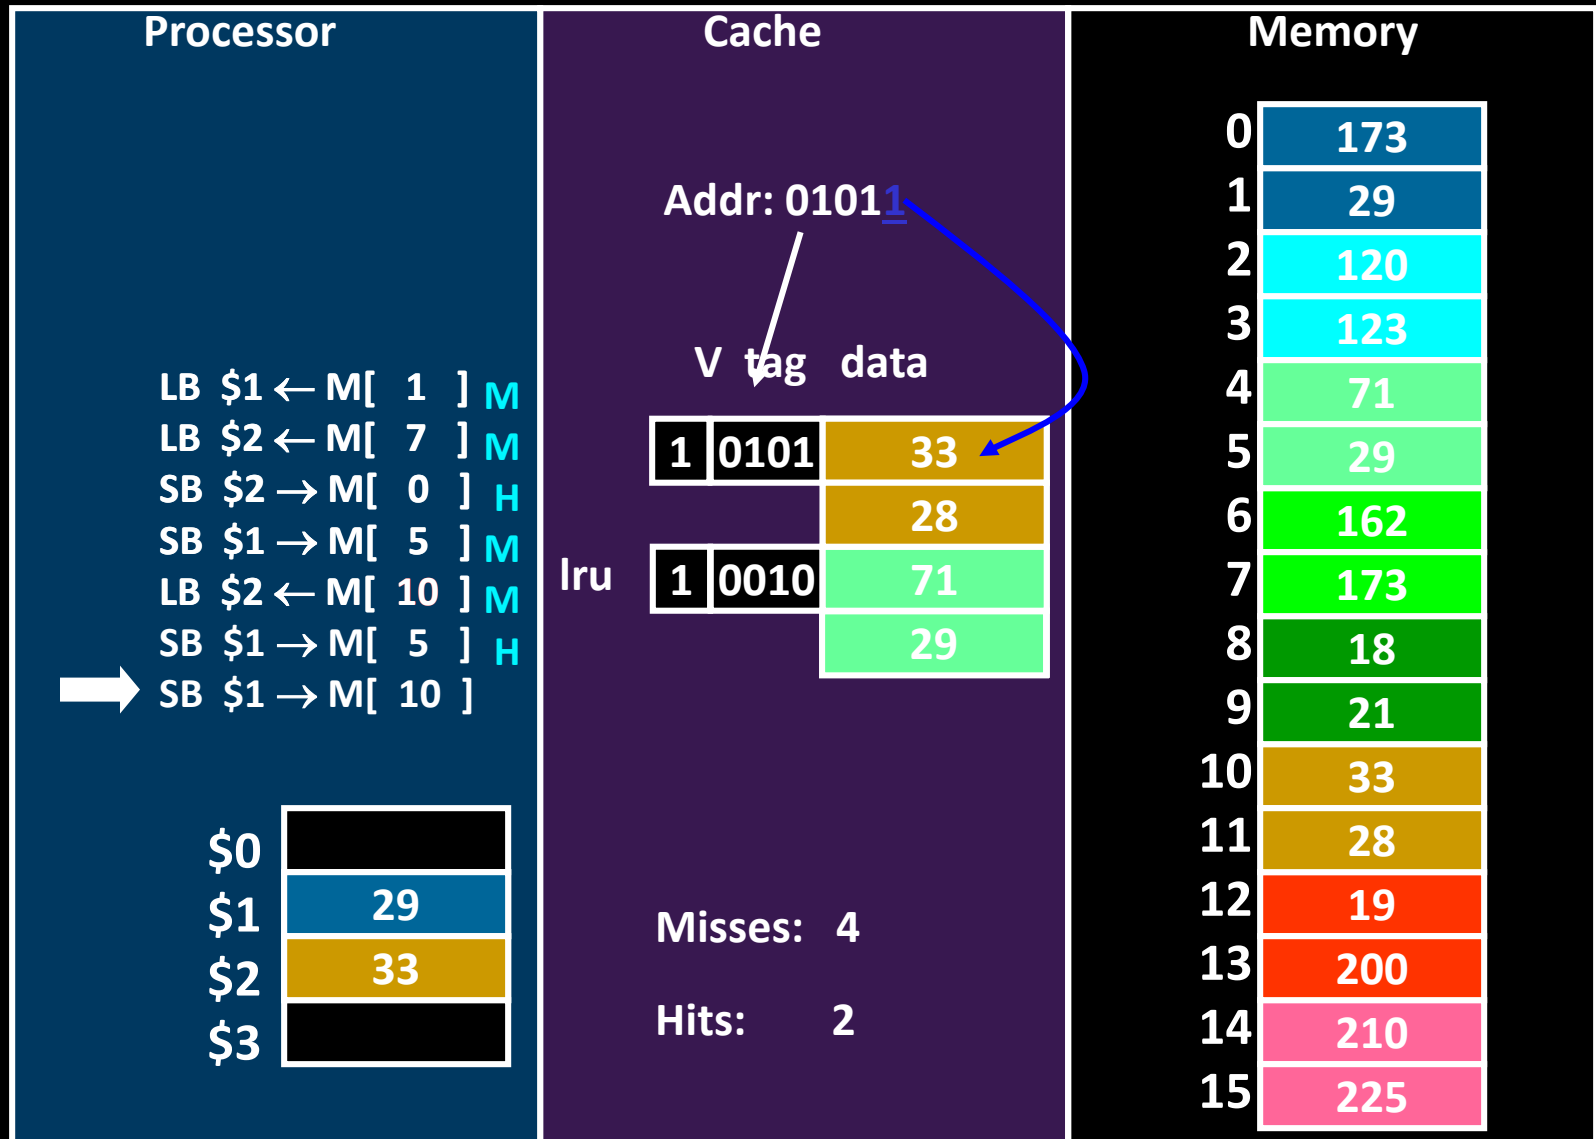 Processor
LB $1 ← M[ 1 ] M
LB $2 ← M[ 7 ] M
SB $2 → M[ 0 ] H
SB $1 → M[ 5 ] M
LB $2 ← M[ 10 ] M
SB $1 → M[ 5 ] H
SB $1 → M[ 10 ]
$0
$1 29
$2 33
$3
Cache
Addr: 01011
V tag data
1 0101 33
28
lru 1 0010 71
29
Misses: 4
Hits: 2
Memory
0 173
1 29
2 120
3 123
4 71
5 29
6 162
7 173
8 18
9 21
10 33
11 28
12 19
13 200
14 210
15 225